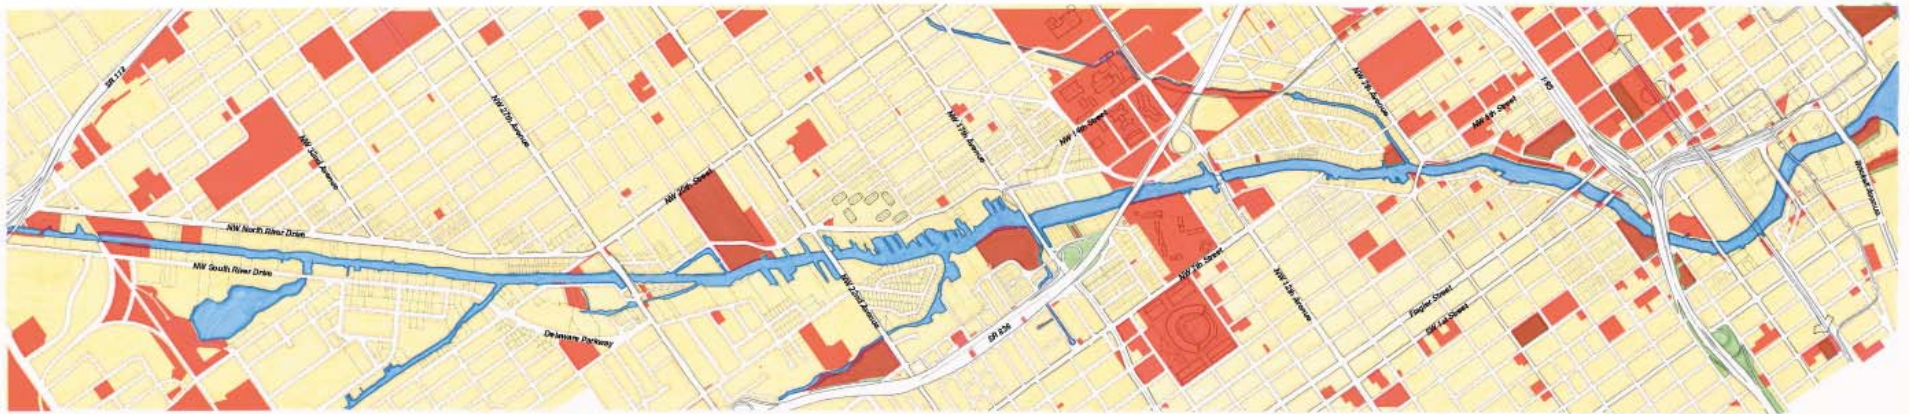 SR 112
NW 32nd Avenue
NW 27th Avenue
NW North River Drive
NW South River Drive
Delaware Parkway
NW 20th Street
NW 22nd Avenue
NW 17th Avenue
NW 14th Street
SR 836
NW 7th Street
NW 12th Avenue
NW 7th Avenue
NW 8th Street
I-95
Flagler Street
SW 1st Street
Brickell Avenue